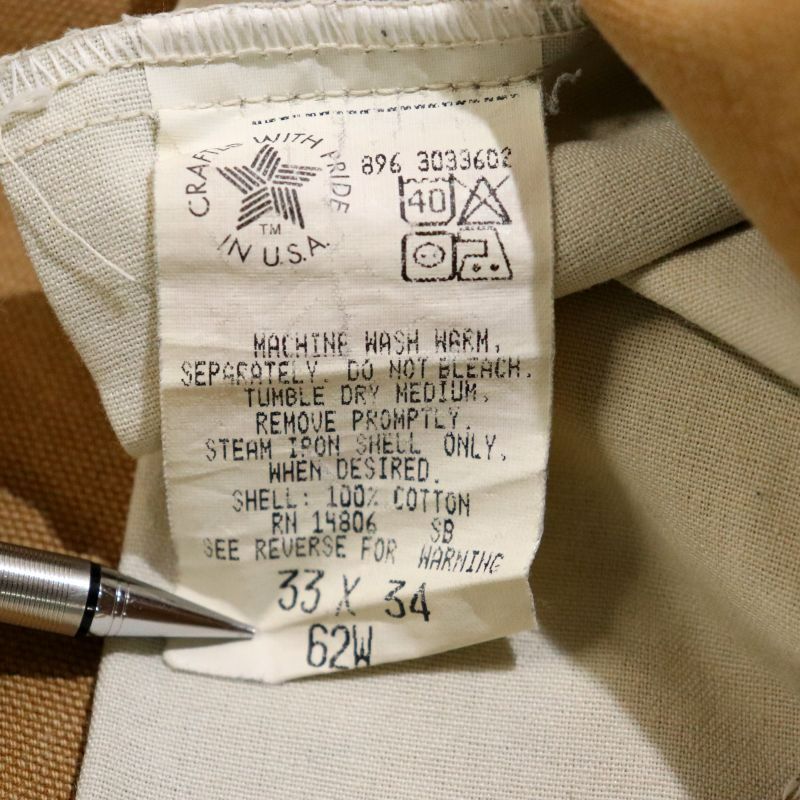 CRAFTED WITH PRIDE
TM
IN U.S.A.
896 3033602
40
MACHINE WASH WARM,
SEPARATELY. DO NOT BLEACH.
TUMBLE DRY MEDIUM,
REMOVE PROMPTLY.
STEAM IRON SHELL ONLY,
WHEN DESIRED.
SHELL: 100% COTTON
RN 14806 SB
SEE REVERSE FOR WARNING
33 X 34
62W